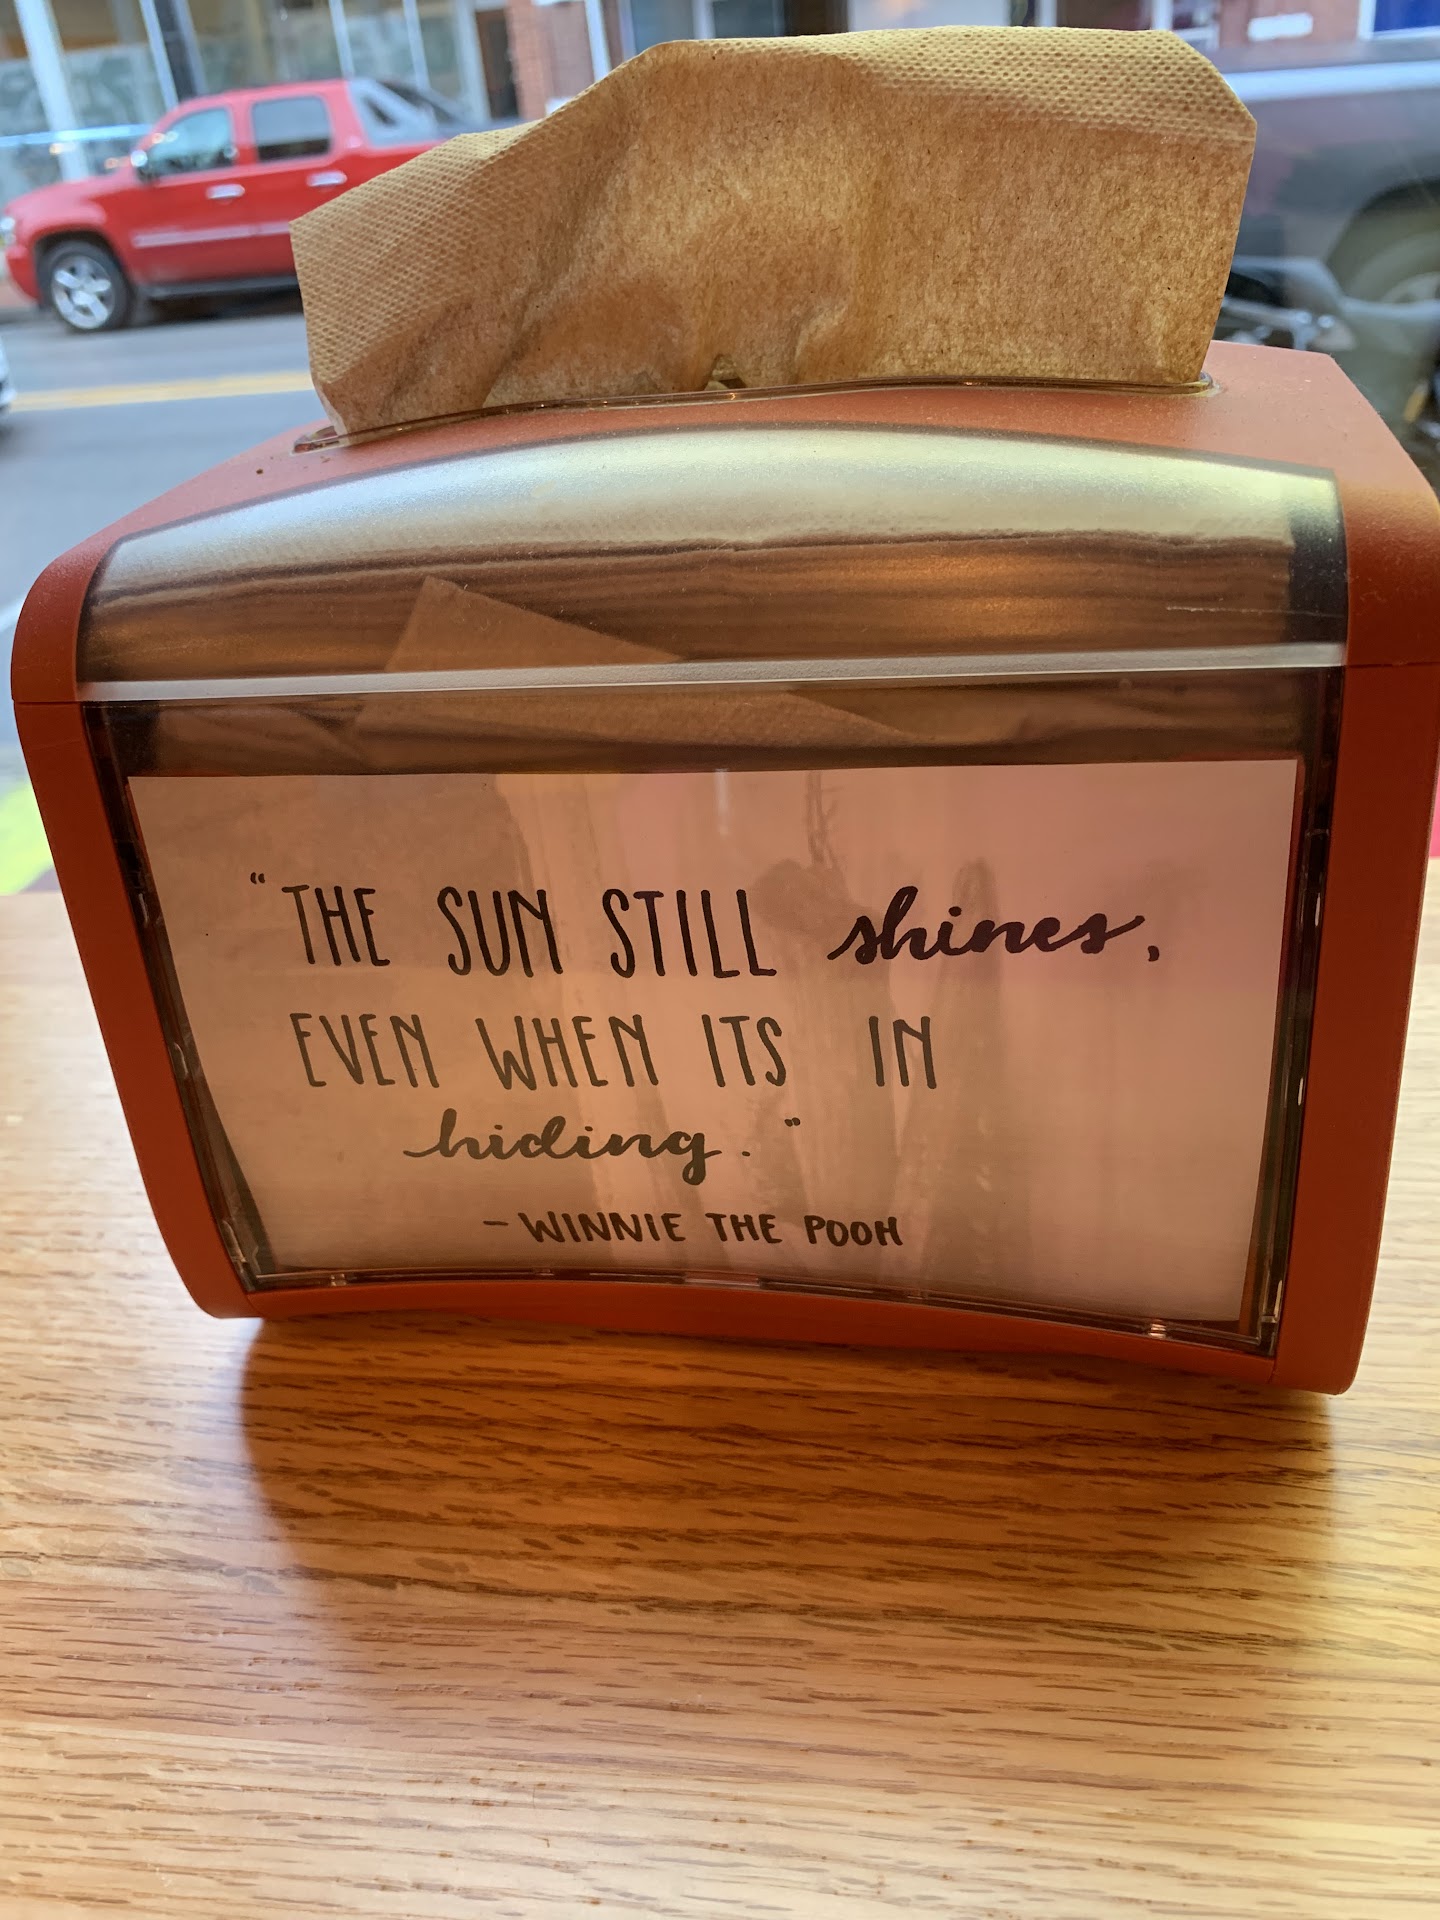 "THE SUN STILL shines,
EVEN WHEN ITS IN
hiding."
- WINNIE THE POOH